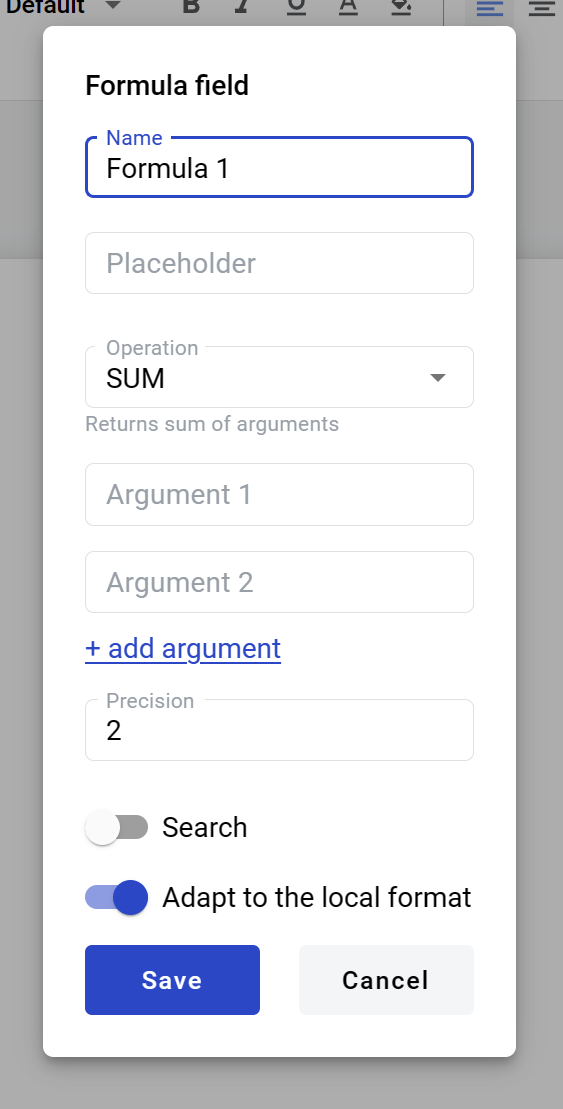 Default B I U A
Formula field
Name
Formula 1
Placeholder
Operation
SUM
Returns sum of arguments
Argument 1
Argument 2
+ add argument
Precision
2
Search
Adapt to the local format
Save Cancel